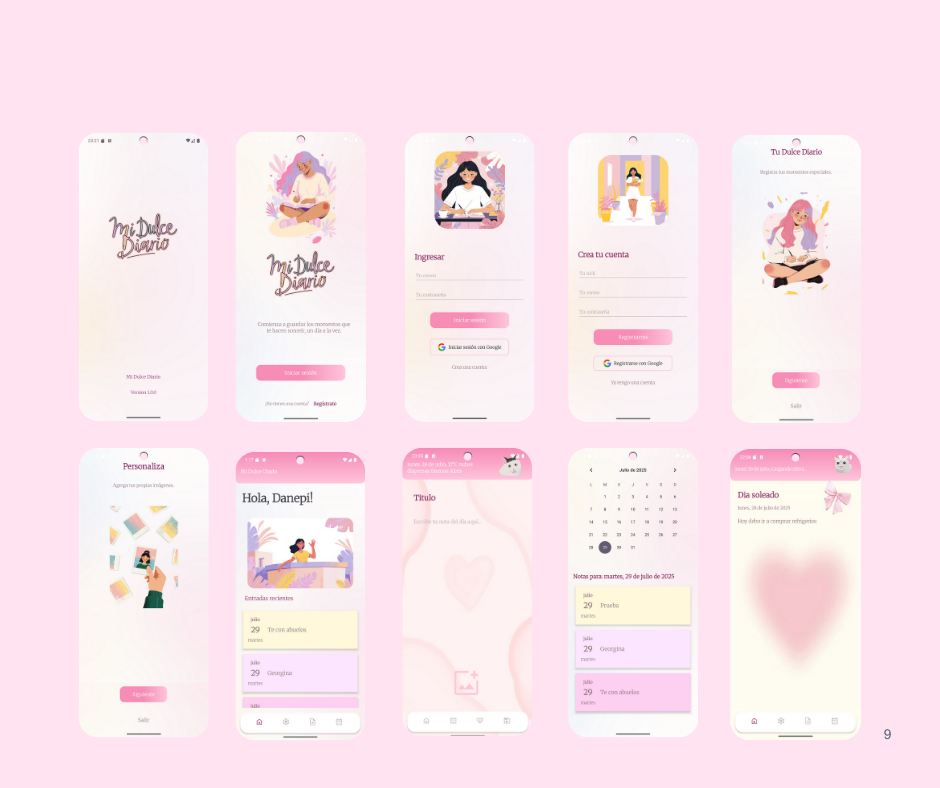 Mi Dulce
Diario
Mi Dulce Diario
Version 1.0.0
Mi Dulce
Diario
Comienza a guardar los momentos que
te hacen sonreír, un día a la vez.
Iniciar sesión
¿No tienes una cuenta? Regístrate
Ingresar
Tu correo
Tu contraseña
Iniciar sesión
Iniciar sesión con Google
Crea una cuenta
Crea tu cuenta
Tu correo
Tu contraseña
Registrarme
Registrarse con Google
Ya tengo una cuenta
Tu Dulce Diario
Registra tus momentos especiales.
Siguiente
Salir
Personaliza
Agrega tus propias imágenes
Siguiente
Salir
Mi Dulce Diario
Hola, Danepi!
Entradas recientes
julio
29 Te con abuelos
martes
julio
29 Georgina
martes
julio
Titulo
Escribe tu nota del día aquí...
Julio de 2025
1 2 3 4 5 6
7 8 9 10 11 12 13
14 15 16 17 18 19 20
21 22 23 24 25 26 27
28 29 30 31
Notas para: martes, 29 de julio de 2025
julio
29 Prueba
martes
julio
29 Georgina
martes
julio
29 Te con abuelos
martes
Dia soleado
lunes, 28 de julio de 2025
Hoy debo ir a comprar refrigerios
9